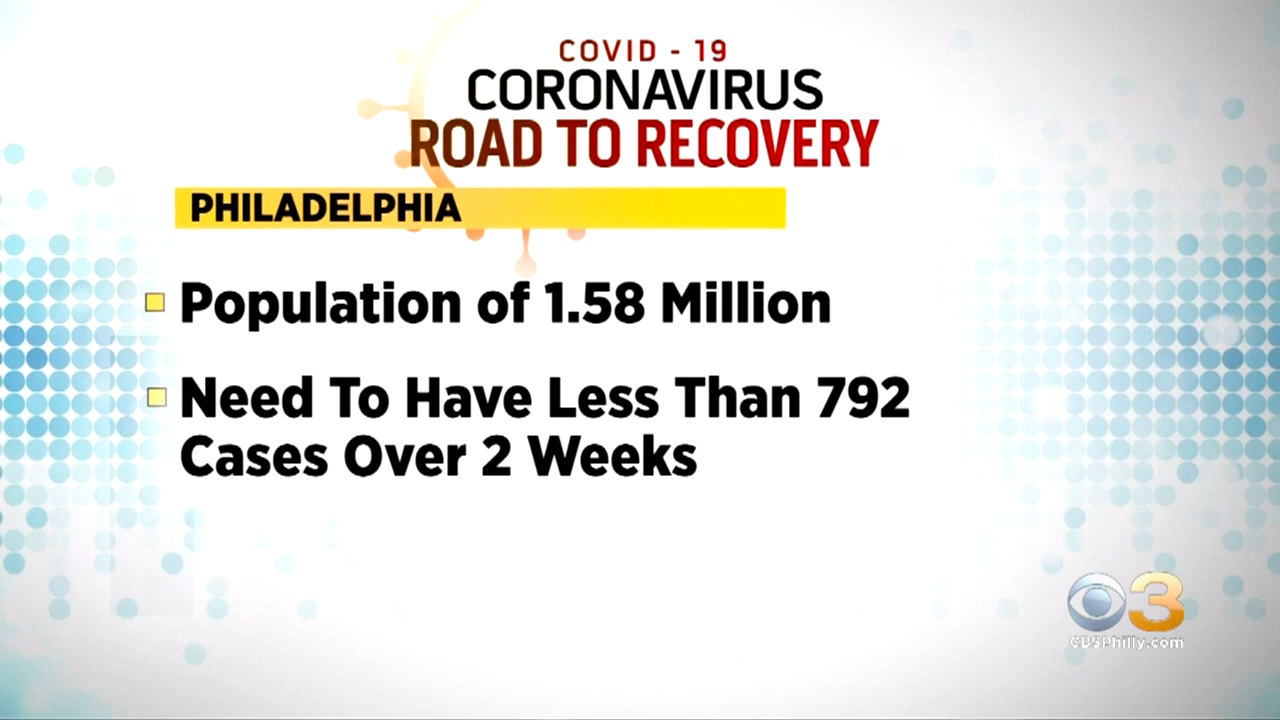 COVID - 19
CORONAVIRUS
ROAD TO RECOVERY
PHILADELPHIA
Population of 1.58 Million
Need To Have Less Than 792
Cases Over 2 Weeks
3
CBSPhilly.com